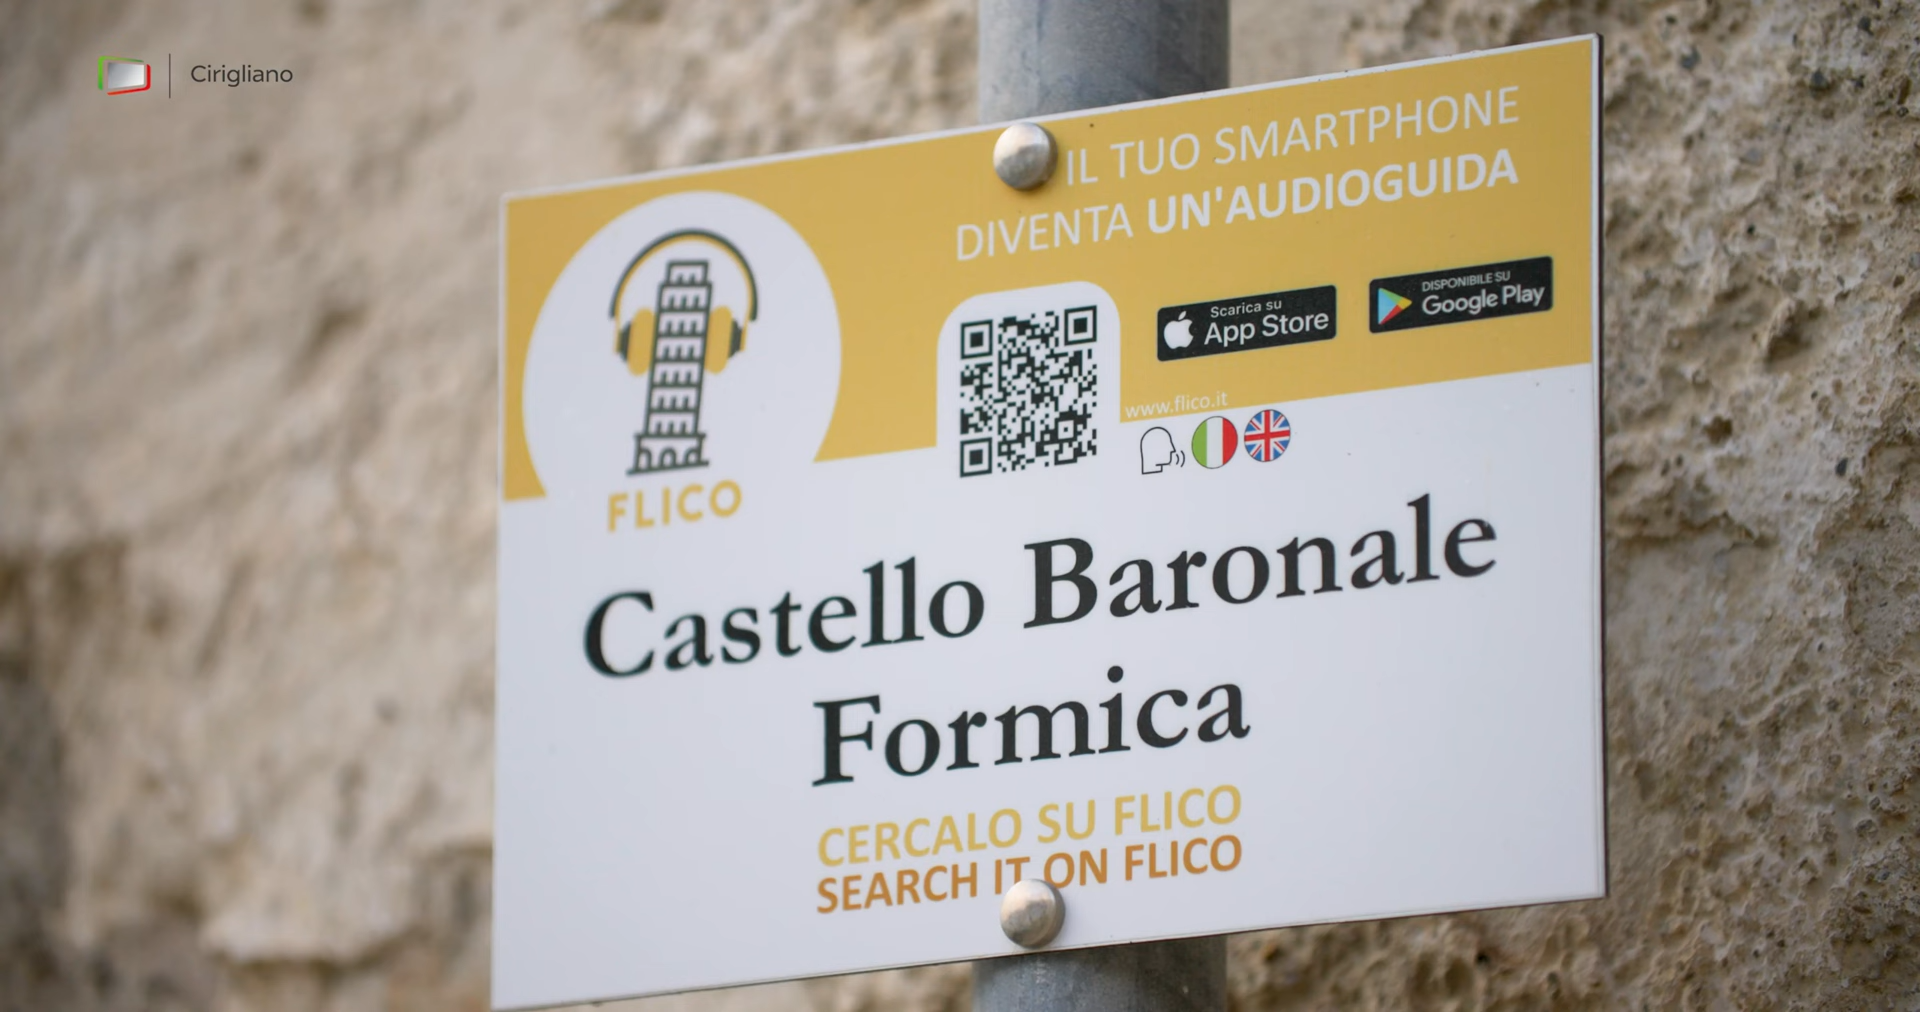 Cirigliano
IL TUO SMARTPHONE
DIVENTA UN'AUDIOGUIDA
Scarica su
App Store
DISPONIBILE SU
Google Play
www.flico.it
FLICO
Castello Baronale
Formica
CERCALO SU FLICO
SEARCH IT ON FLICO